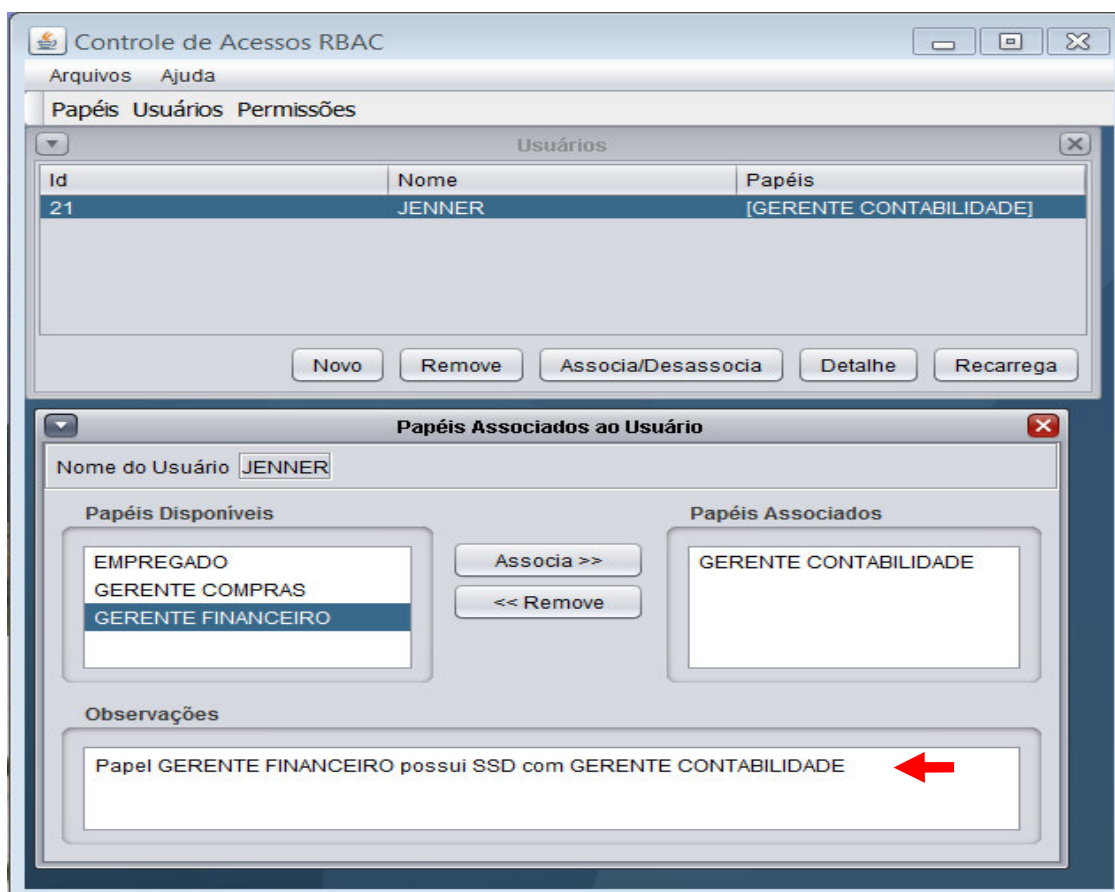 Controle de Acessos RBAC
Arquivos Ajuda
Papéis Usuários Permissões
Usuários
Id Nome Papéis
21 JENNER [GERENTE CONTABILIDADE]
Novo Remove Associa/Desassocia Detalhe Recarrega
Papéis Associados ao Usuário
Nome do Usuário JENNER
Papéis Disponíveis
EMPREGADO
GERENTE COMPRAS
GERENTE FINANCEIRO
Associa >>
<< Remove
Papéis Associados
GERENTE CONTABILIDADE
Observações
Papel GERENTE FINANCEIRO possui SSD com GERENTE CONTABILIDADE